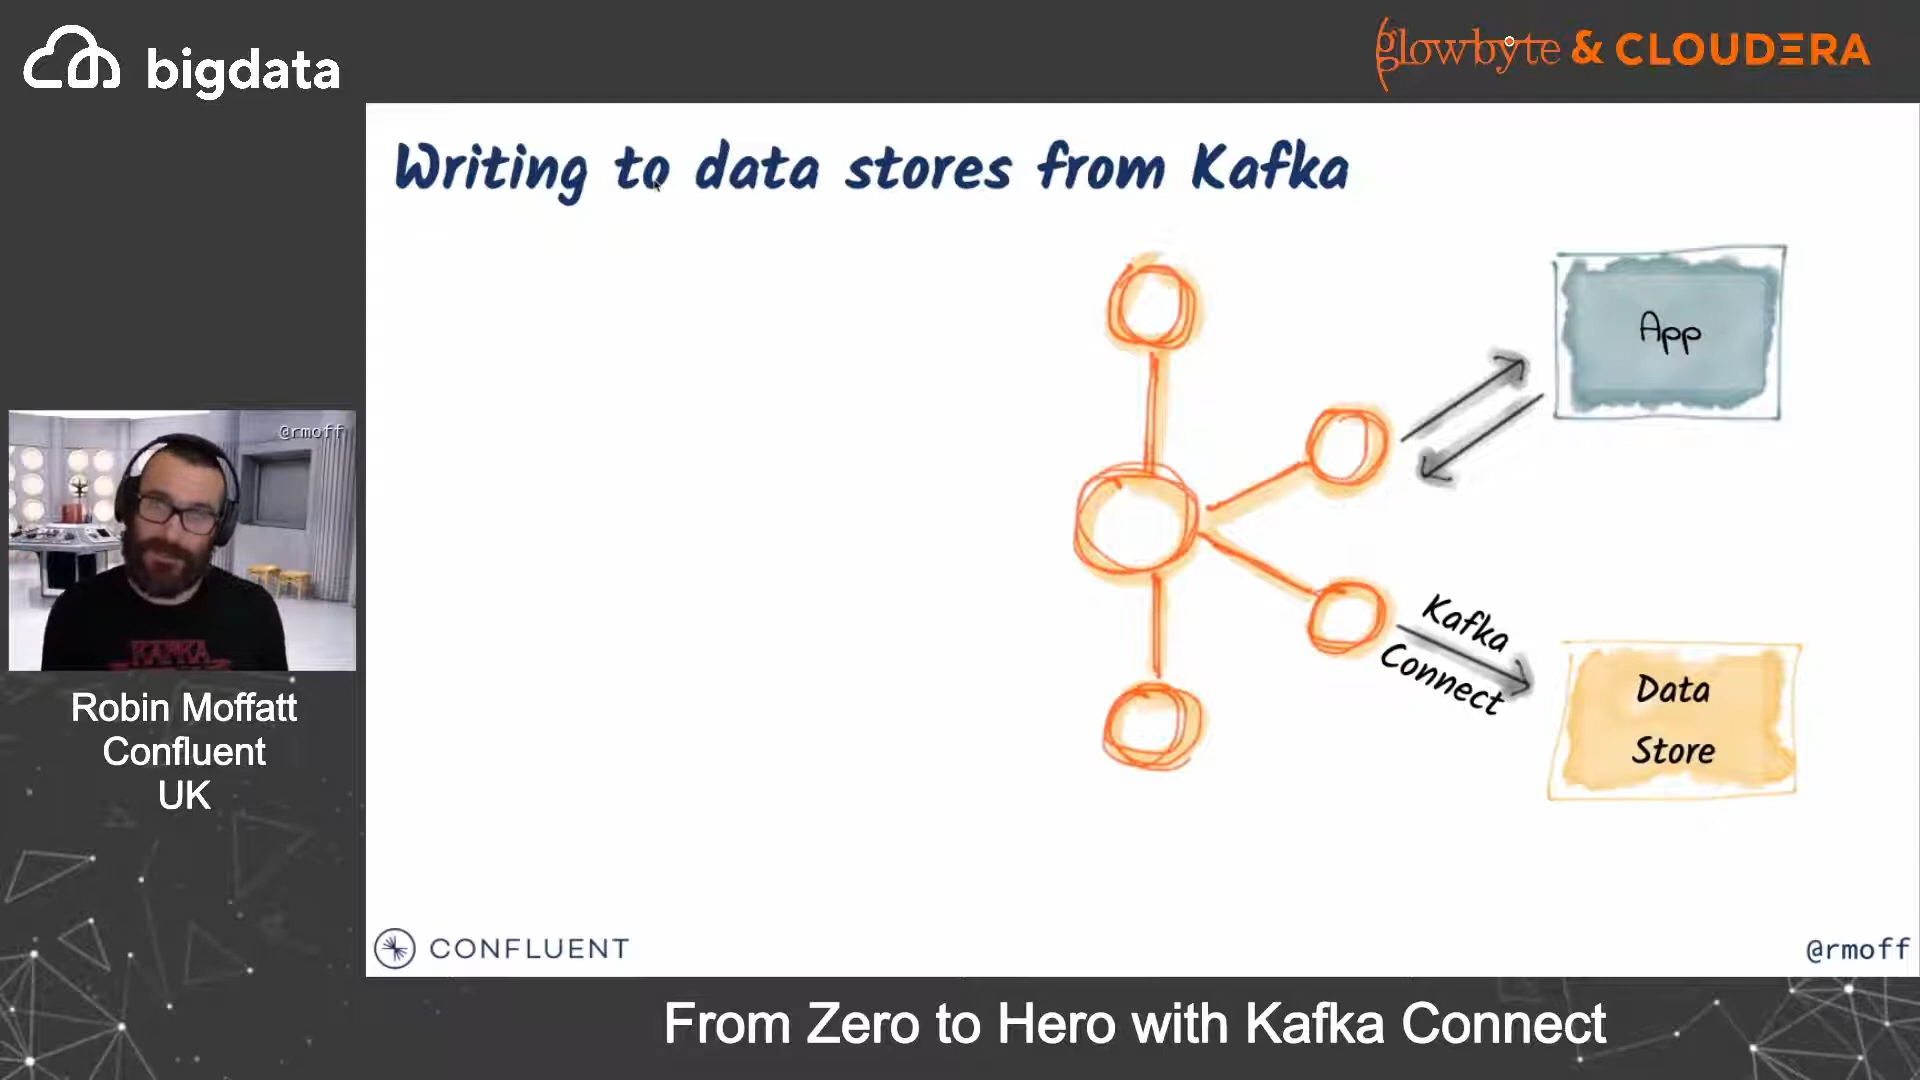 bigdata
glowbyte & CLOUDERA
Writing to data stores from Kafka
App
@rmoff
Kafka
Connect
Data
Store
KAFKA
Robin Moffatt
Confluent
UK
CONFLUENT
@rmoff
From Zero to Hero with Kafka Connect